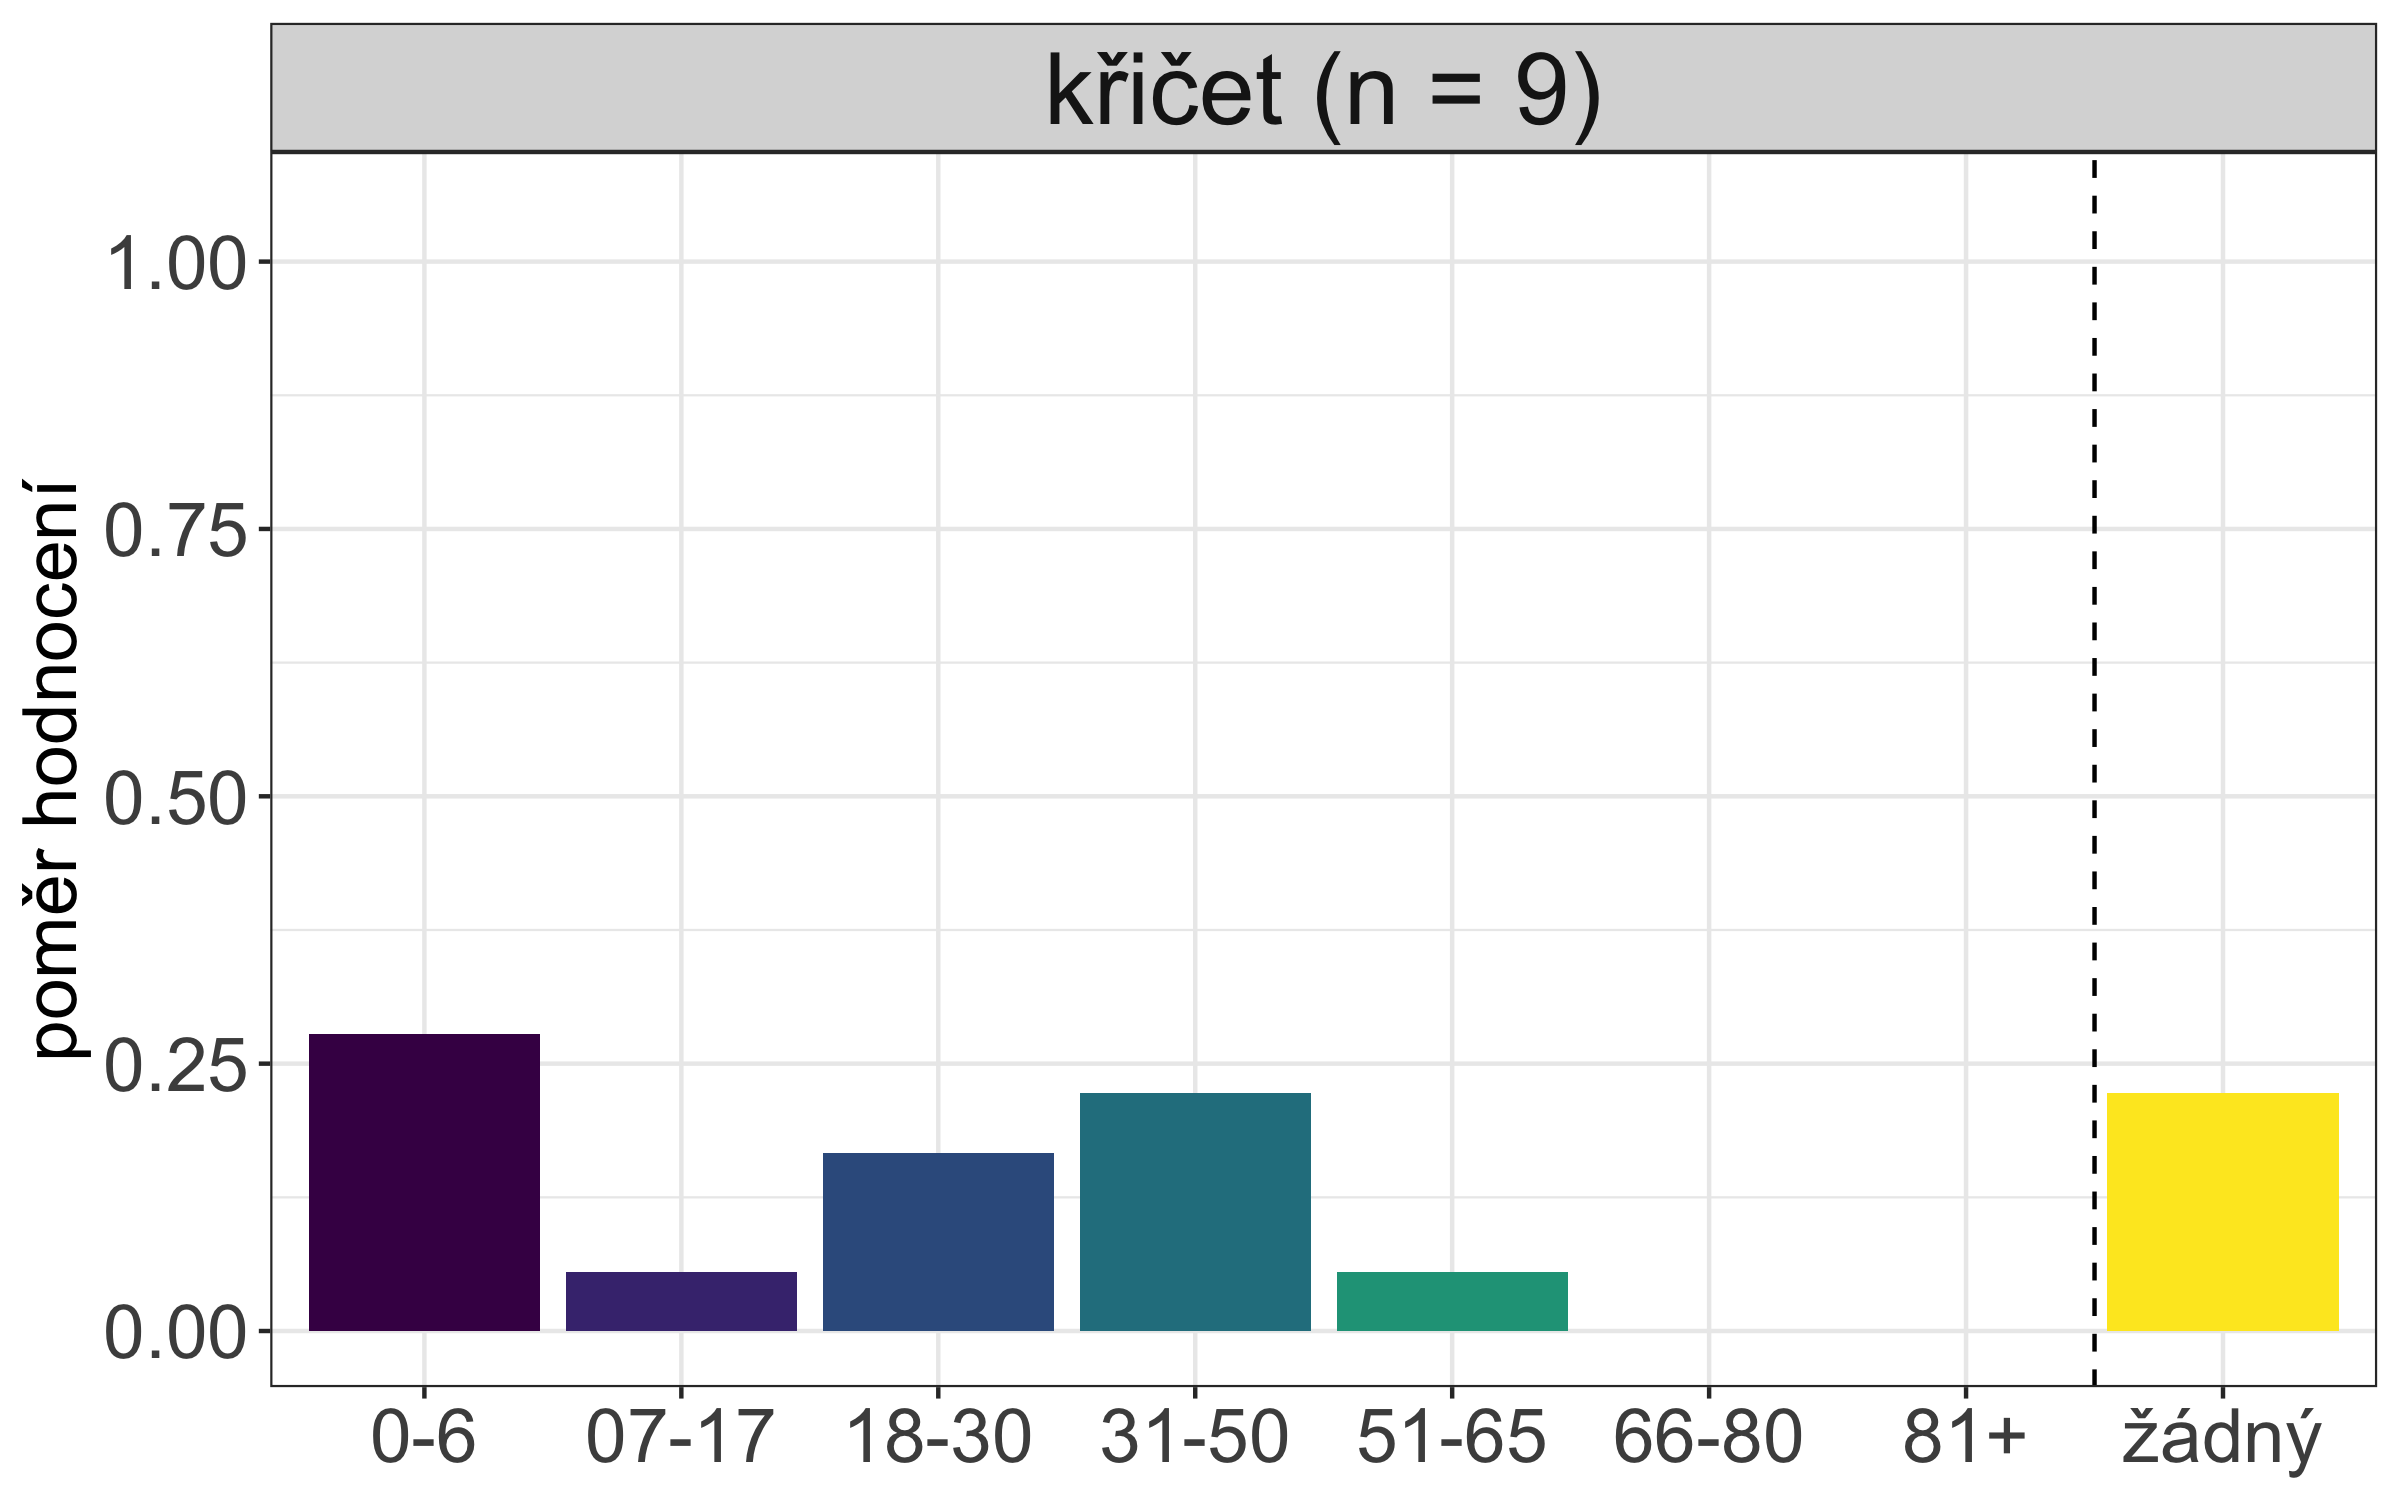 křičet (n = 9)
poměr hodnocení
1.00
0.75
0.50
0.25
0.00
0-6 07-17 18-30 31-50 51-65 66-80 81+ žádný